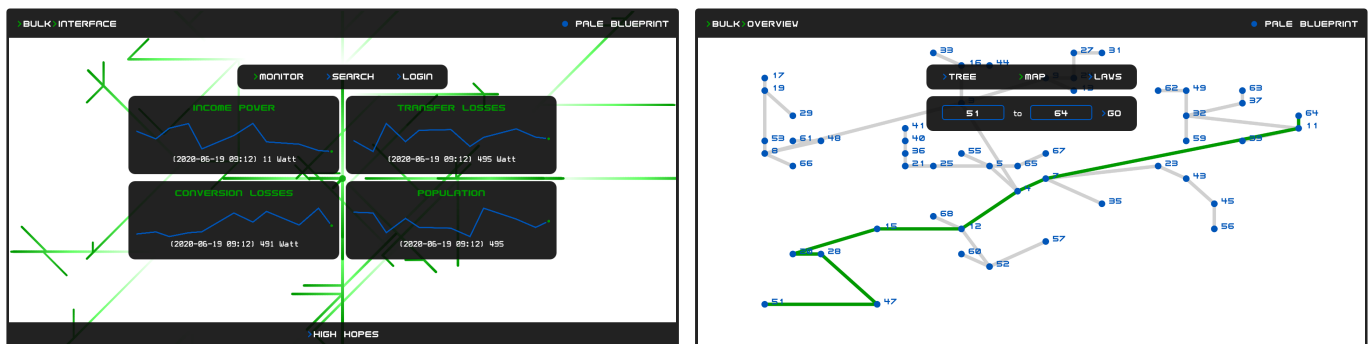 >BULK>INTERFACE
PALE BLUEPRINT
>MONITOR >SEARCH >LOGIN
INCOME POWER
(2020-06-19 09:12) 11 Watt
TRANSFER LOSSES
(2020-06-19 09:12) 495 Watt
CONVERSION LOSSES
(2020-06-19 09:12) 491 Watt
POPULATION
(2020-06-19 09:12) 495
>HIGH HOPES
>BULK>OVERVIEW
PALE BLUEPRINT
33
27 31
16 44
17
>TREE >MAP >LAWS
19
62 49 63
37
51 to 64 >GO
29
32
64
41
11
53 61 48
40
59
39
8
36
55
67
66
21 25
5 65
23
7
43
4
35
45
68
15
12
56
57
28
60
52
51
47